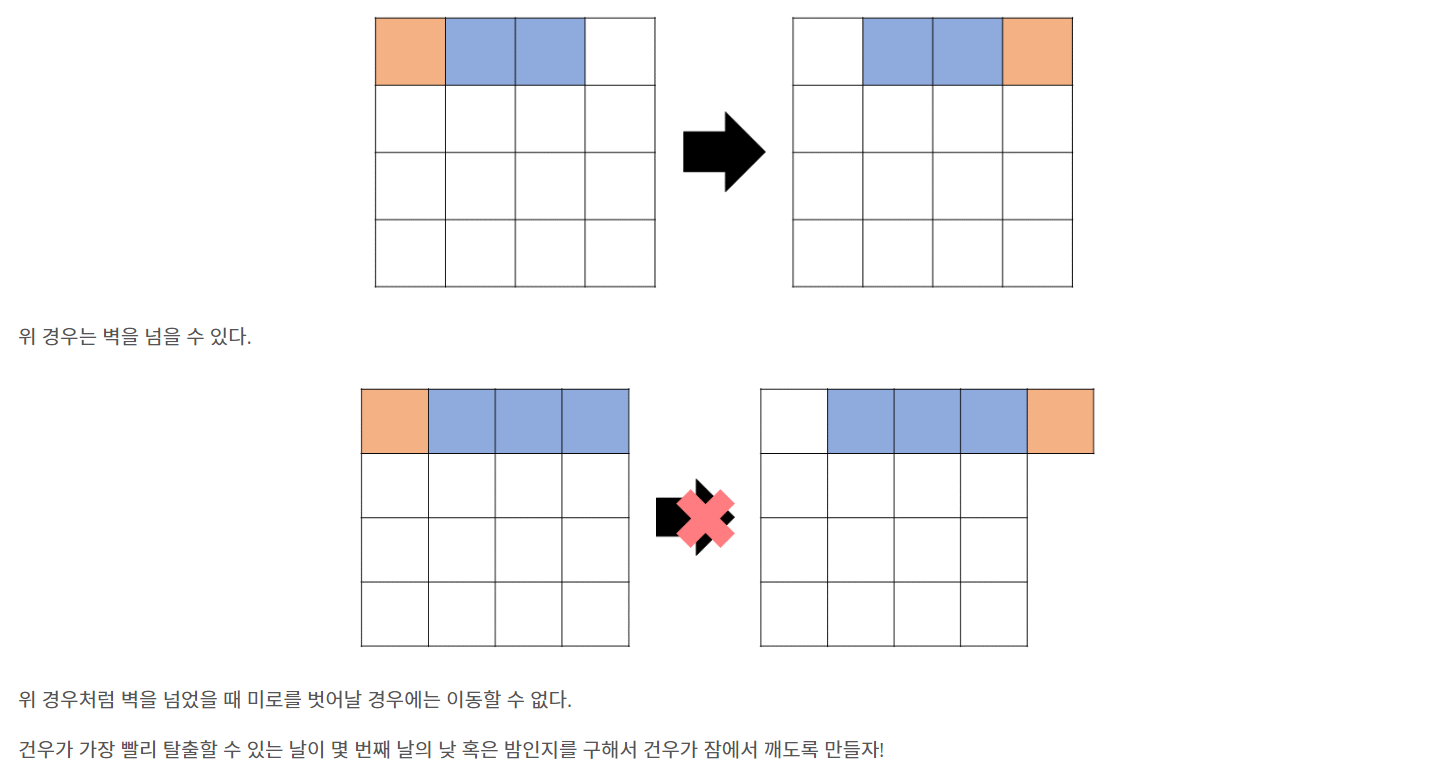 위 경우는 벽을 넘을 수 있다.
위 경우처럼 벽을 넘었을 때 미로를 벗어날 경우에는 이동할 수 없다.
건우가 가장 빨리 탈출할 수 있는 날이 몇 번째 날의 낮 혹은 밤인지를 구해서 건우가 잠에서 깨도록 만들자!